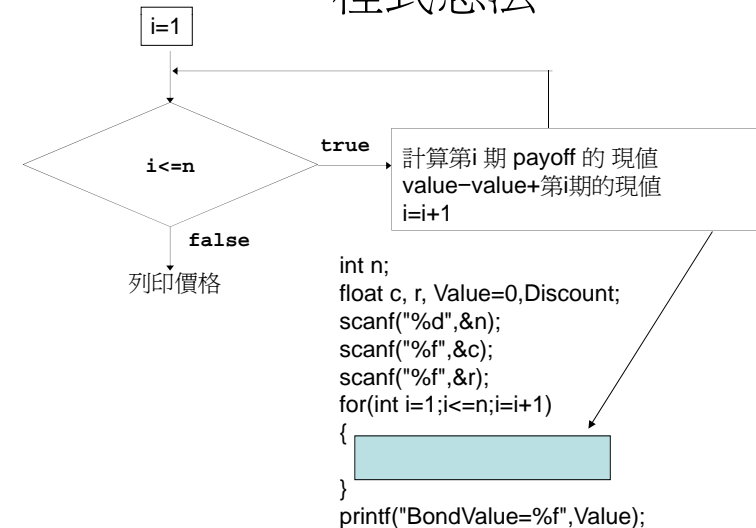 i=1
i<=n
true
計算第i 期 payoff 的 現值
value−value+第i期的現值
i=i+1
false
列印價格
int n;
float c, r, Value=0,Discount;
scanf("%d",&n);
scanf("%f",&c);
scanf("%f",&r);
for(int i=1;i<=n;i=i+1)
{
}
printf("BondValue=%f",Value);